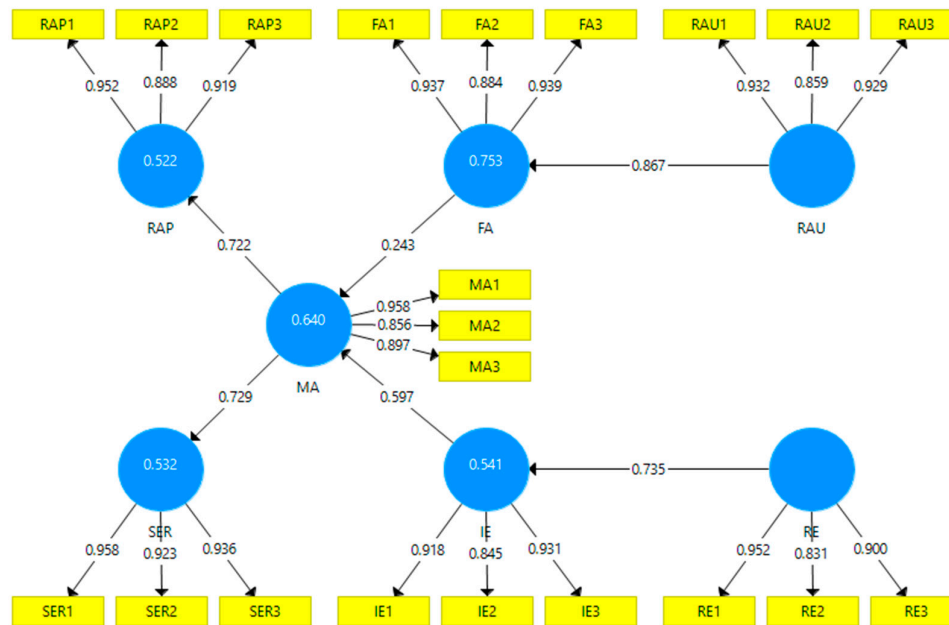 RAP1 RAP2 RAP3 FA1 FA2 FA3 RAU1 RAU2 RAU3
0.952 0.888 0.919 0.937 0.884 0.939 0.932 0.859 0.929
0.522 0.753 0.867
RAP FA RAU
0.722 0.243
MA1
0.958
0.640 0.856 MA2
0.897
MA3
MA
0.729 0.597
0.532 0.541 0.735
SER IE RE
0.958 0.923 0.936 0.918 0.845 0.931 0.952 0.831 0.900
SER1 SER2 SER3 IE1 IE2 IE3 RE1 RE2 RE3